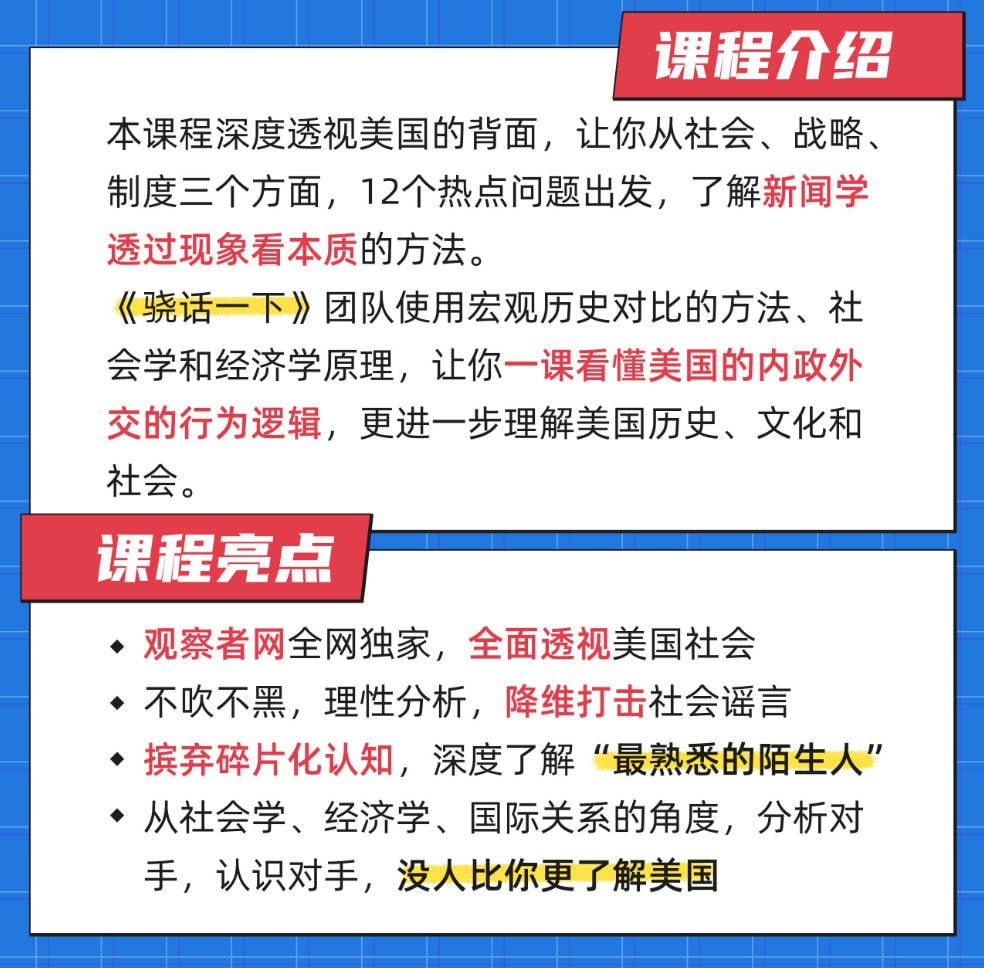 课程介绍
本课程深度透视美国的背面，让你从社会、战略、
制度三个方面，12个热点问题出发，了解新闻学
透过现象看本质的方法。
《骁话一下》团队使用宏观历史对比的方法、社
会学和经济学原理，让你一课看懂美国的内政外
交的行为逻辑，更进一步理解美国历史、文化和
社会。
课程亮点
◆ 观察者网全网独家，全面透视美国社会
◆ 不吹不黑，理性分析，降维打击社会谣言
◆ 摈弃碎片化认知，深度了解“最熟悉的陌生人”
◆ 从社会学、经济学、国际关系的角度，分析对
手，认识对手，没人比你更了解美国